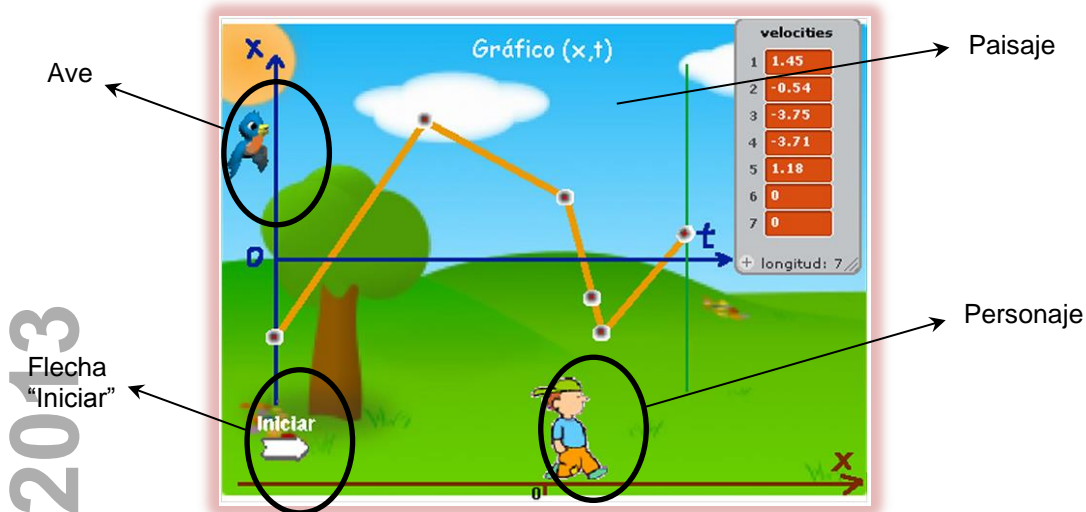 Ave
Paisaje
Personaje
Flecha
“Iniciar”
2013
x
Gráfico (x,t)
0
t
velocities
1 1.45
2 -0.54
3 -3.75
4 -3.71
5 1.18
6 0
7 0
+ longitud: 7
Iniciar
0
x